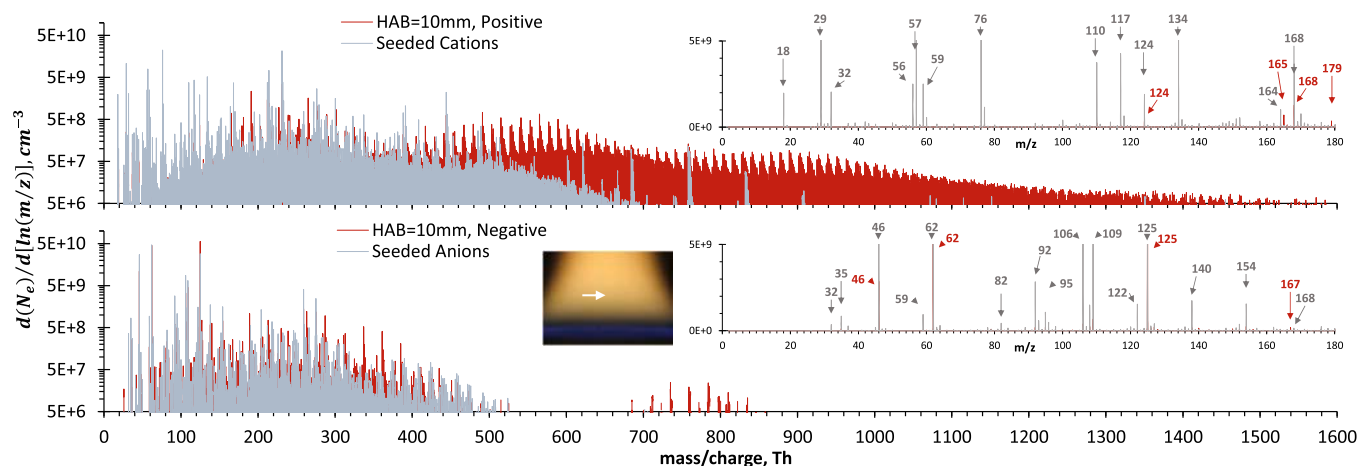 HAB=10mm, Positive
Seeded Cations
5E+10
5E+9
5E+8
5E+7
5E+6
5E+9
0E+0
18
29
32
56
57
59
76
110
117
124
124
134
164
165
168
168
179
0 20 40 60 80 100 120 140 160 180
m/z
d(Nₑ)/d[ln(m/z)], cm⁻³
HAB=10mm, Negative
Seeded Anions
5E+10
5E+9
5E+8
5E+7
5E+6
5E+9
0E+0
32
35
46
46
59
62
62
82
92
95
106
109
122
125
125
140
154
167
168
0 20 40 60 80 100 120 140 160 180
m/z
0 100 200 300 400 500 600 700 800 900 1000 1100 1200 1300 1400 1500 1600
mass/charge, Th